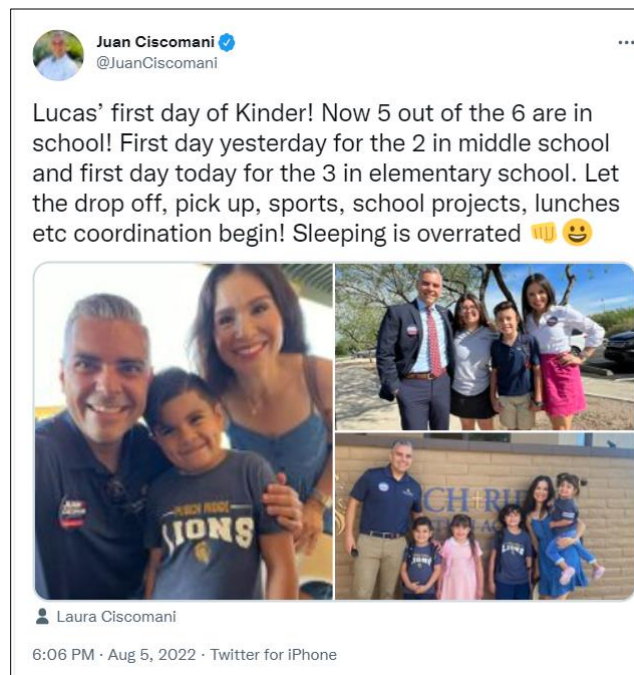 Juan Ciscomani
@JuanCiscomani
Lucas’ first day of Kinder! Now 5 out of the 6 are in
school! First day yesterday for the 2 in middle school
and first day today for the 3 in elementary school. Let
the drop off, pick up, sports, school projects, lunches
etc coordination begin! Sleeping is overrated 👊😀
LIONS
LIONS
Laura Ciscomani
6:06 PM · Aug 5, 2022 · Twitter for iPhone